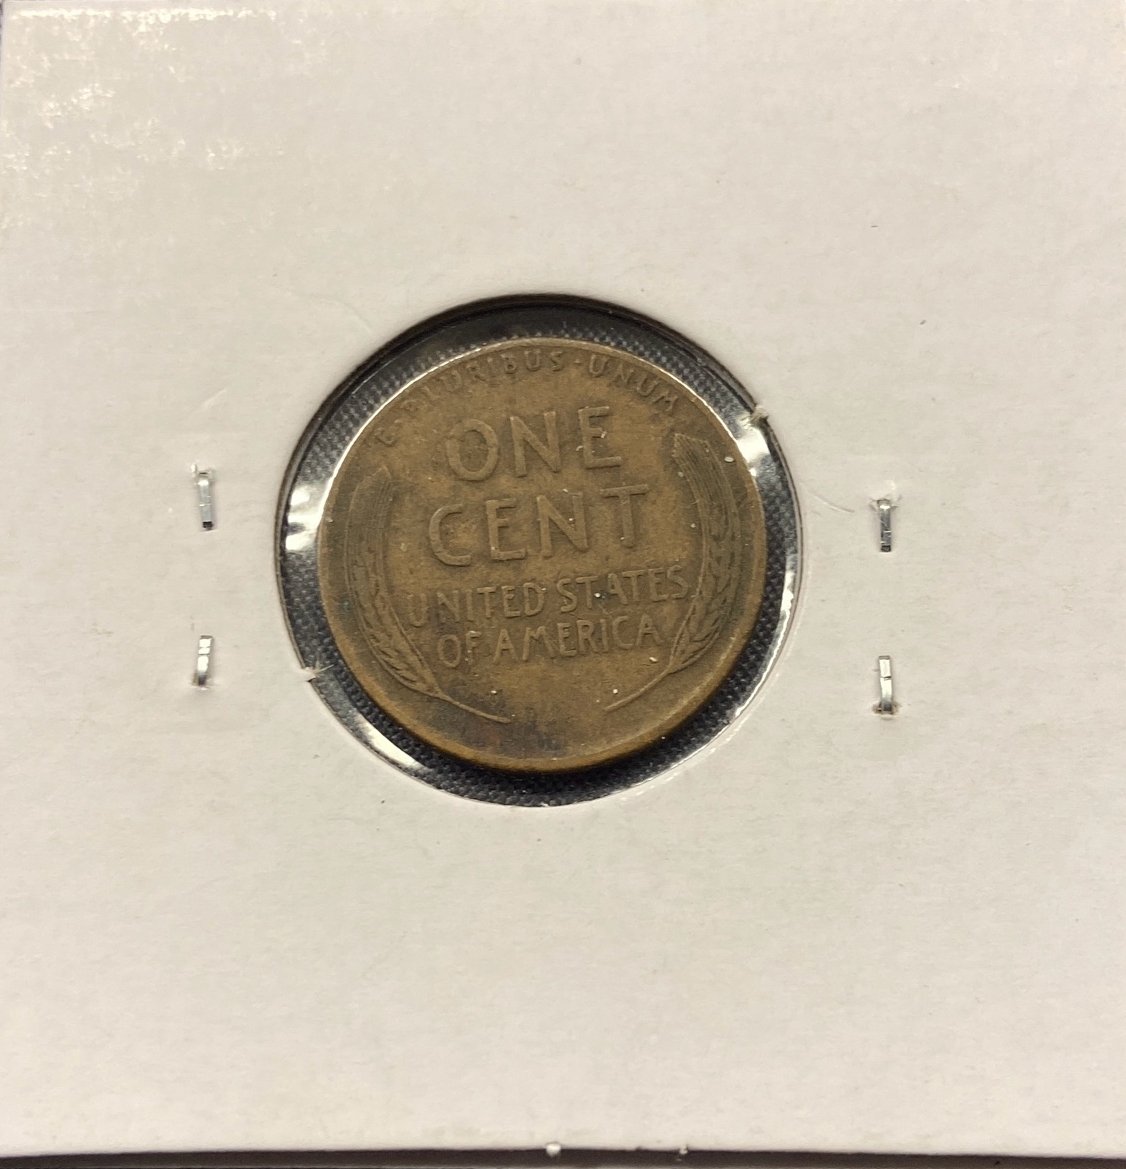 E·PLURIBUS·UNUM
ONE
CENT
UNITED STATES
OF AMERICA